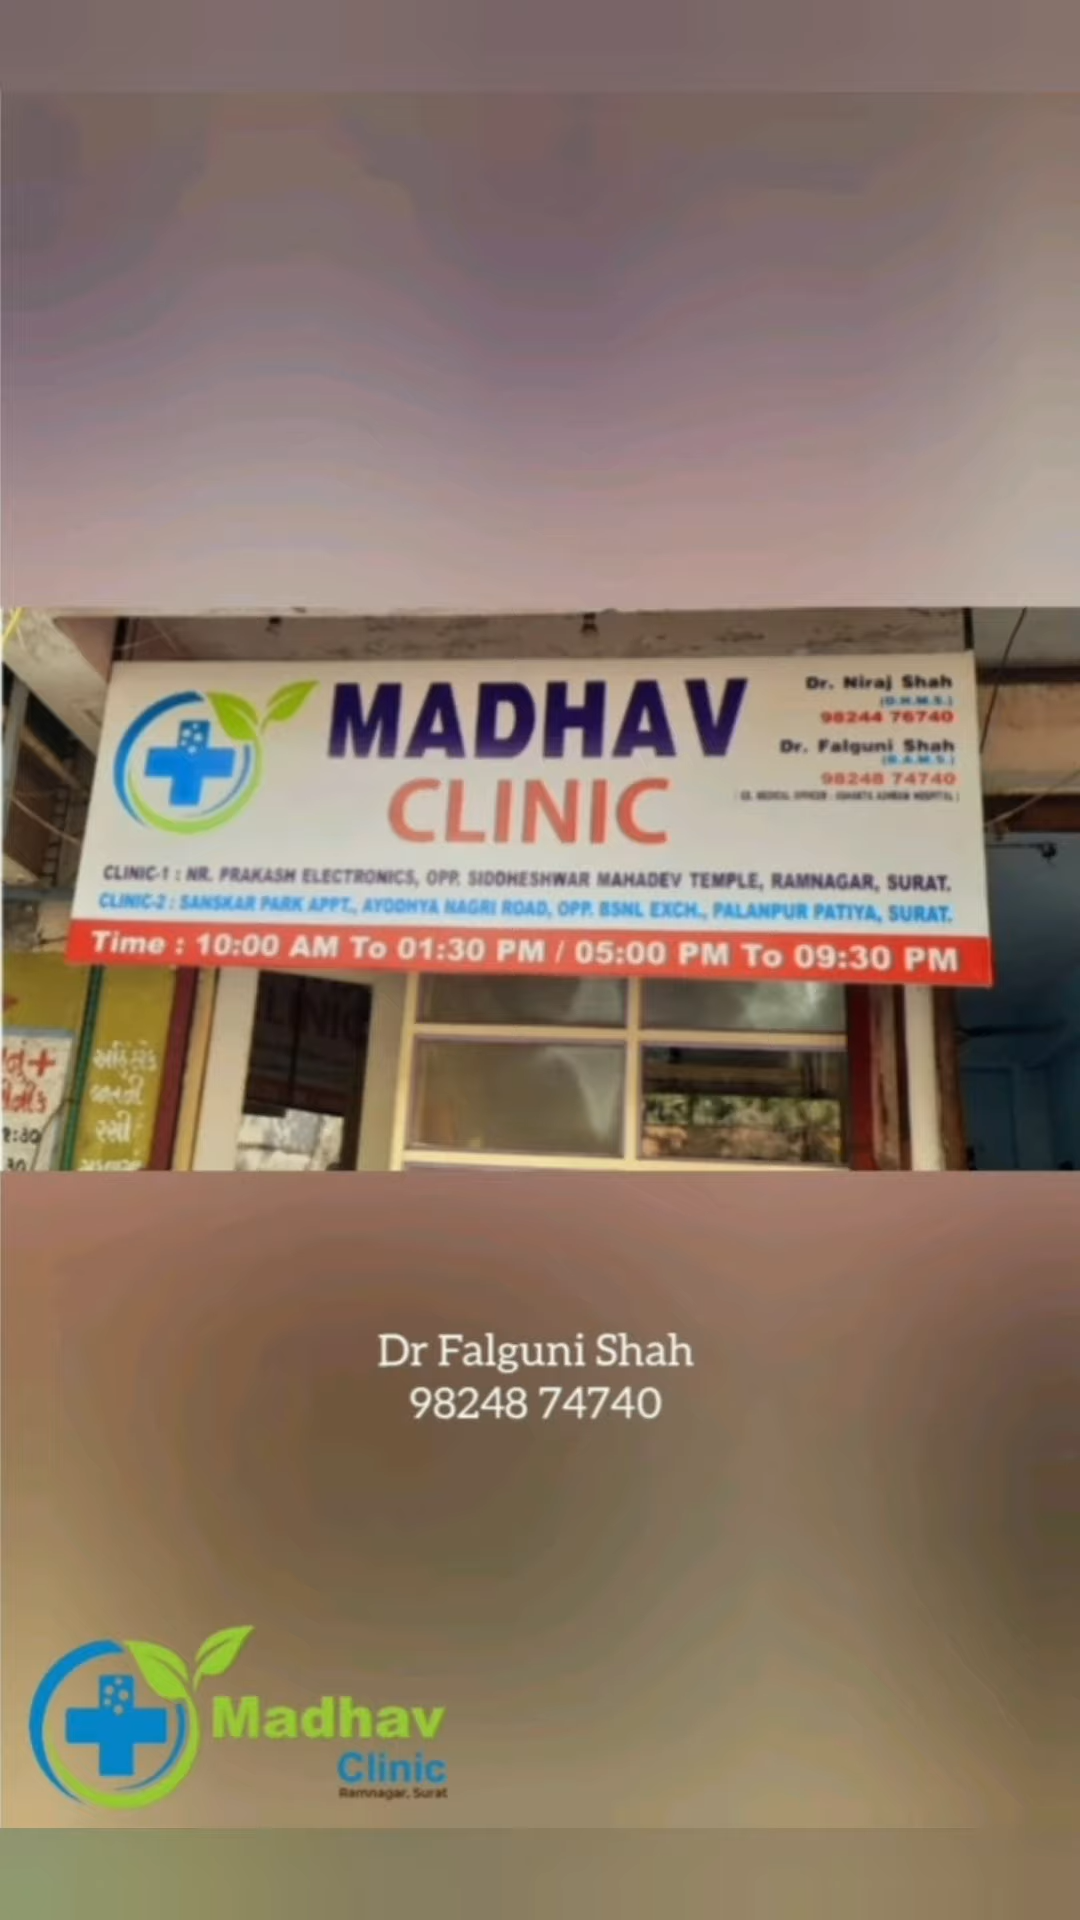 MADHAV
CLINIC
Dr. Niraj Shah
(D.H.M.S.)
98244 76740
Dr. Falguni Shah
(B.A.M.S.)
98248 74740
CLINIC-1 : NR. PRAKASH ELECTRONICS, OPP. SIDDHESHWAR MAHADEV TEMPLE, RAMNAGAR, SURAT.
CLINIC-2 : SANSKAR PARK APPT., AYODHYA NAGRI ROAD, OPP. BSNL EXCH., PALANPUR PATIYA, SURAT.
Time : 10:00 AM To 01:30 PM / 05:00 PM To 09:30 PM
Dr Falguni Shah
98248 74740
Madhav
Clinic
Ramnagar, Surat